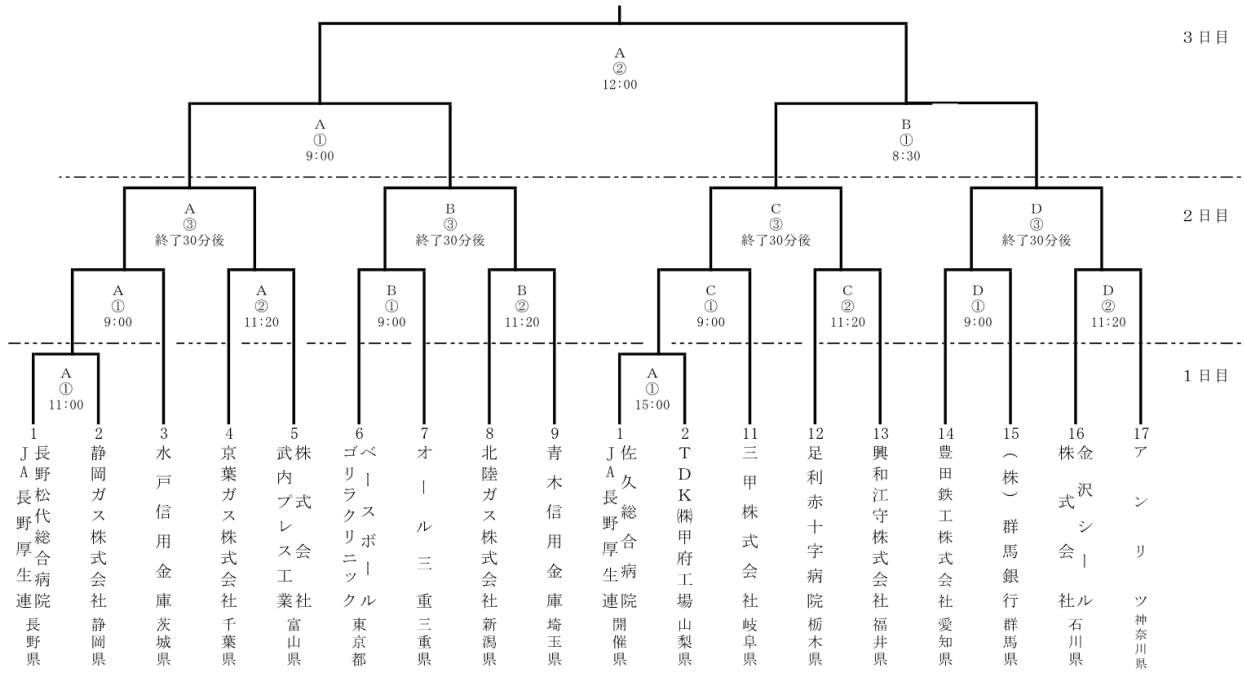 3日目
A
②
12:00
A
①
9:00
B
①
8:30
2日目
A
③
終了30分後
B
③
終了30分後
C
③
終了30分後
D
③
終了30分後
A
①
9:00
A
②
11:20
B
①
9:00
B
②
11:20
C
①
9:00
C
②
11:20
D
①
9:00
D
②
11:20
1日目
A
①
11:00
A
①
15:00
1
JA長野厚生連
長野松代総合病院
長野県
2
静岡ガス株式会社
静岡県
3
水戸信用金庫
茨城県
4
京葉ガス株式会社
千葉県
5
武内プレス工業
株式会社
富山県
6
ゴリラクリニック
ベースボール
東京都
7
オール三重
三重県
8
北陸ガス株式会社
新潟県
9
青木信用金庫
埼玉県
1
JA長野厚生連
佐久総合病院
開催県
2
TDK㈱甲府工場
山梨県
11
三甲株式会社
岐阜県
12
足利赤十字病院
栃木県
13
興和江守株式会社
福井県
14
豊田鉄工株式会社
愛知県
15
(株)群馬銀行
群馬県
16
金沢シール
株式会社
石川県
17
アンリツ
神奈川県